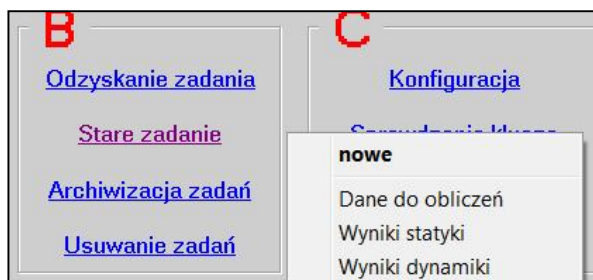 B
Odzyskanie zadania
Stare zadanie
Archiwizacja zadań
Usuwanie zadań
C
Konfiguracja
nowe
Dane do obliczeń
Wyniki statyki
Wyniki dynamiki